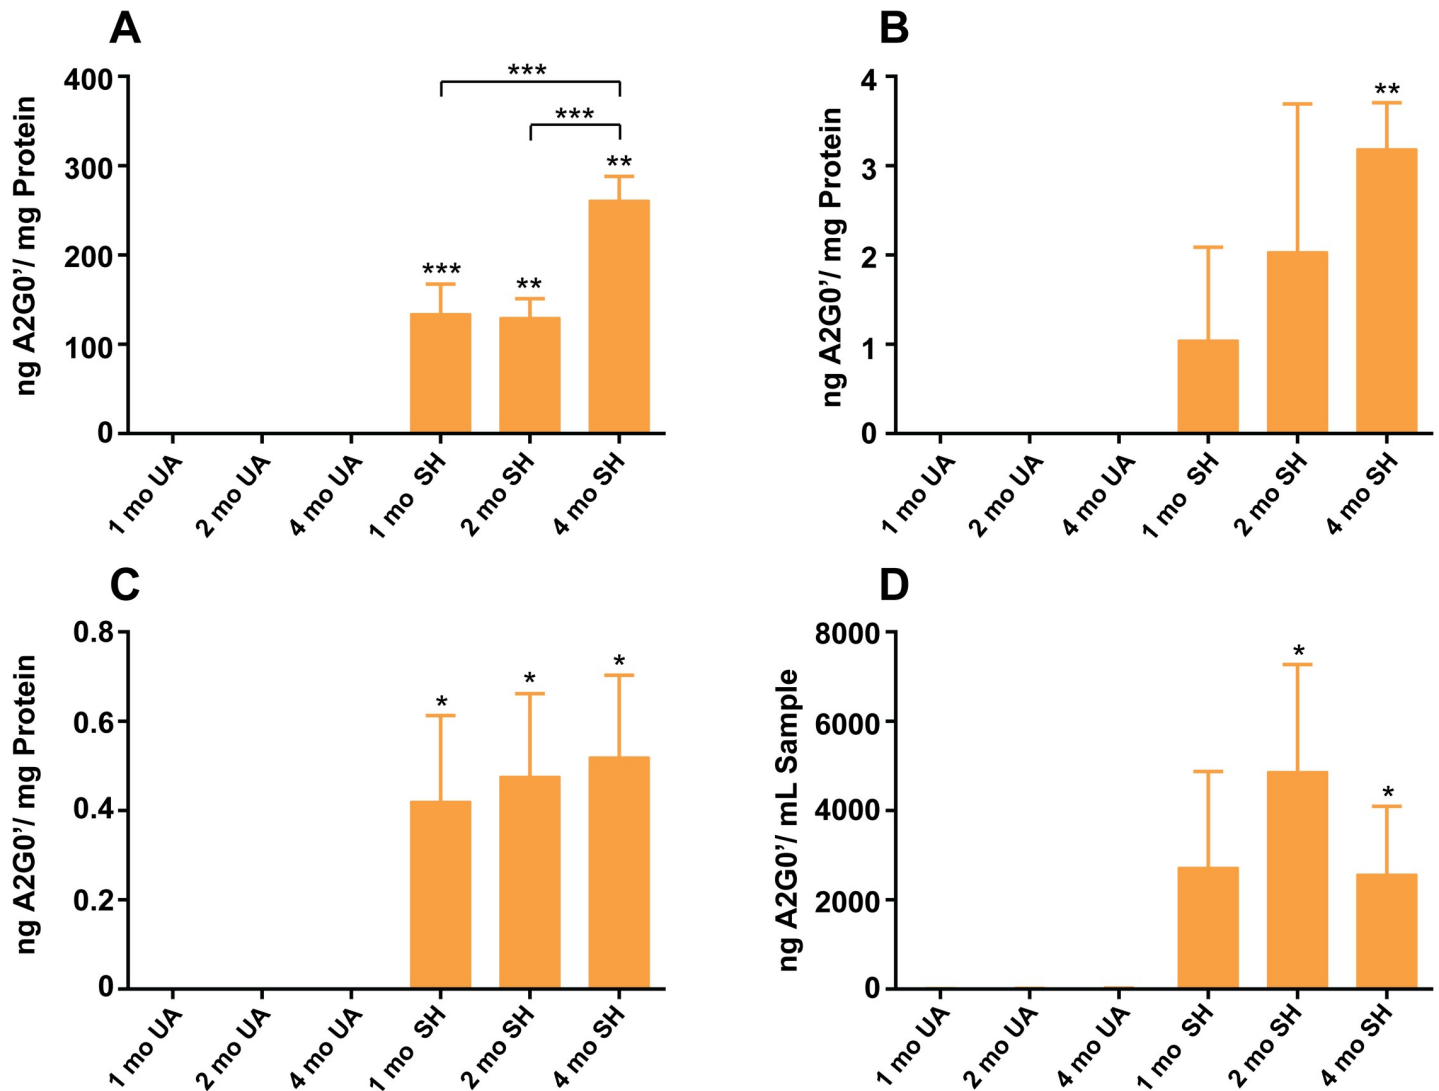 A
ng A2G0’/ mg Protein
400
300
200
100
0
***
***
***
**
**
1 mo UA
2 mo UA
4 mo UA
1 mo  SH
2 mo SH
4 mo SH
B
ng A2G0’/ mg Protein
4
3
2
1
0
**
1 mo UA
2 mo UA
4 mo UA
1 mo  SH
2 mo SH
4 mo SH
C
ng A2G0’/ mg Protein
0.8
0.6
0.4
0.2
0
*
*
*
1 mo UA
2 mo UA
4 mo UA
1 mo  SH
2 mo SH
4 mo SH
D
ng A2G0’/ mL Sample
8000
6000
4000
2000
0
*
*
1 mo UA
2 mo UA
4 mo UA
1 mo  SH
2 mo SH
4 mo SH